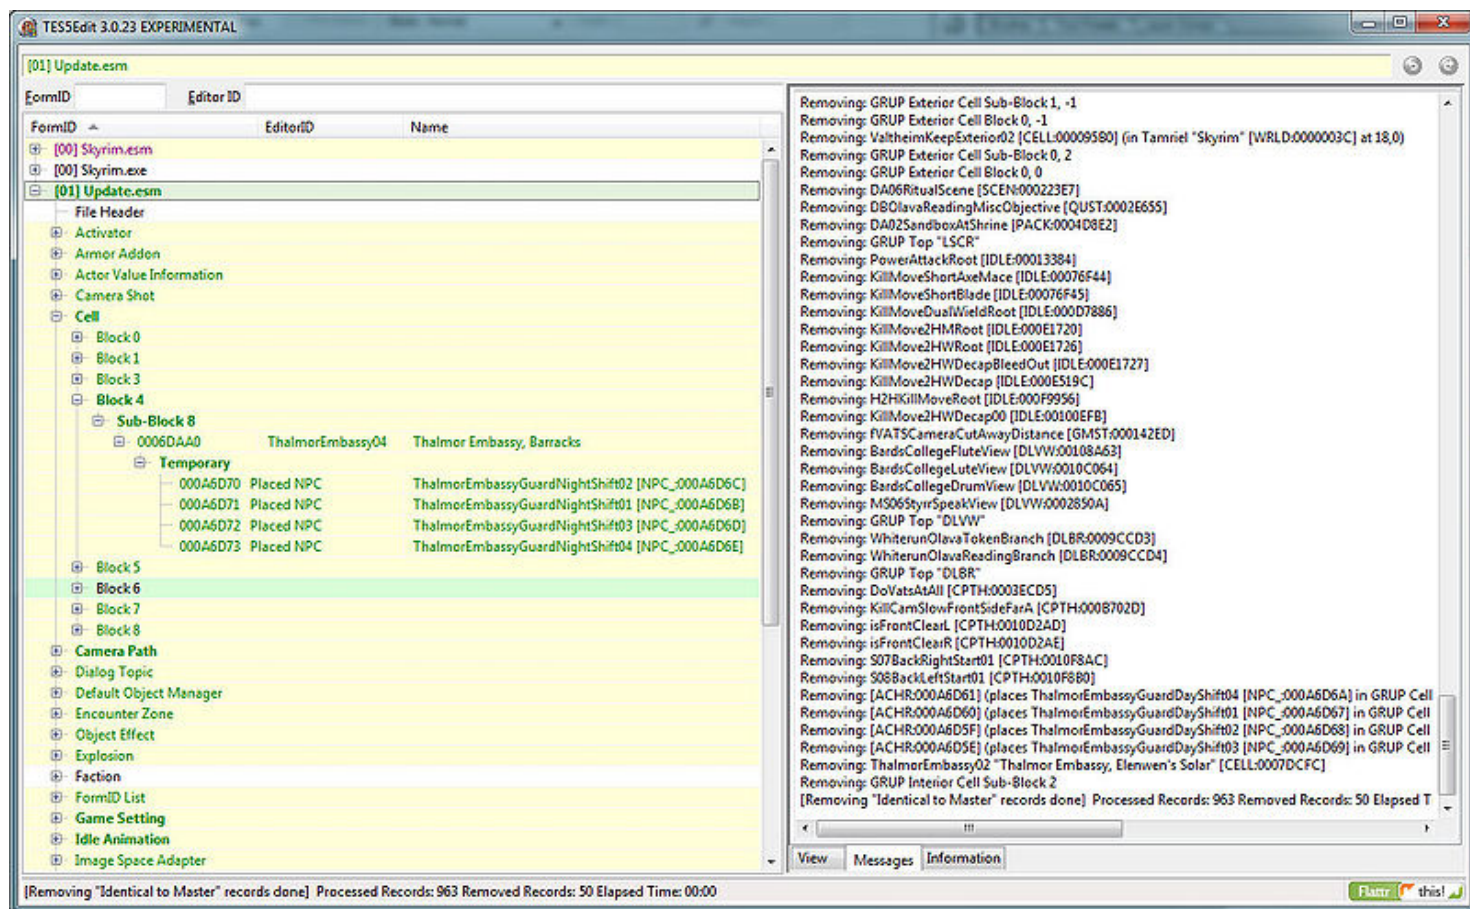 TES5Edit 3.0.23 EXPERIMENTAL
[01] Update.esm
FormID
Editor ID
FormID EditorID Name
[00] Skyrim.esm
[00] Skyrim.exe
[01] Update.esm
File Header
Activator
Armor Addon
Actor Value Information
Camera Shot
Cell
Block 0
Block 1
Block 3
Block 4
Sub-Block 8
0006DAA0 ThalmorEmbassy04 Thalmor Embassy, Barracks
Temporary
000A6D70 Placed NPC ThalmorEmbassyGuardNightShift02 [NPC_:000A6D6C]
000A6D71 Placed NPC ThalmorEmbassyGuardNightShift01 [NPC_:000A6D6B]
000A6D72 Placed NPC ThalmorEmbassyGuardNightShift03 [NPC_:000A6D6D]
000A6D73 Placed NPC ThalmorEmbassyGuardNightShift04 [NPC_:000A6D6E]
Block 5
Block 6
Block 7
Block 8
Camera Path
Dialog Topic
Default Object Manager
Encounter Zone
Object Effect
Explosion
Faction
FormID List
Game Setting
Idle Animation
Image Space Adapter
Removing: GRUP Exterior Cell Sub-Block 1, -1
Removing: GRUP Exterior Cell Block 0, -1
Removing: ValtheimKeepExterior02 [CELL:000095B0] (in Tamriel "Skyrim" [WRLD:0000003C] at 18,0)
Removing: GRUP Exterior Cell Sub-Block 0, 2
Removing: GRUP Exterior Cell Block 0, 0
Removing: DA06RitualScene [SCEN:000223E7]
Removing: DBOlavaReadingMiscObjective [QUST:0002E655]
Removing: DA02SandboxAtShrine [PACK:0004D8E2]
Removing: GRUP Top "LSCR"
Removing: PowerAttackRoot [IDLE:00013384]
Removing: KillMoveShortAxeMace [IDLE:00076F44]
Removing: KillMoveShortBlade [IDLE:00076F45]
Removing: KillMoveDualWieldRoot [IDLE:000D7886]
Removing: KillMove2HMRoot [IDLE:000E1720]
Removing: KillMove2HWRoot [IDLE:000E1726]
Removing: KillMove2HWDecapBleedOut [IDLE:000E1727]
Removing: KillMove2HWDecap [IDLE:000E519C]
Removing: H2HKillMoveRoot [IDLE:000F9956]
Removing: KillMove2HWDecap00 [IDLE:00100EFB]
Removing: fVATSCameraCutAwayDistance [GMST:000142ED]
Removing: BardsCollegeFluteView [DLVW:00108A63]
Removing: BardsCollegeLuteView [DLVW:0010C064]
Removing: BardsCollegeDrumView [DLVW:0010C065]
Removing: MS06StyrrSpeakView [DLVW:0002850A]
Removing: GRUP Top "DLVW"
Removing: WhiterunOlavaTokenBranch [DLBR:0009CCD3]
Removing: WhiterunOlavaReadingBranch [DLBR:0009CCD4]
Removing: GRUP Top "DLBR"
Removing: DoVatsAtAll [CPTH:0003ECD5]
Removing: KillCamSlowFrontSideFarA [CPTH:0008702D]
Removing: isFrontClearL [CPTH:0010D2AD]
Removing: isFrontClearR [CPTH:0010D2AE]
Removing: S07BackRightStart01 [CPTH:0010F8AC]
Removing: S08BackLeftStart01 [CPTH:0010F8B0]
Removing: [ACHR:000A6D61] (places ThalmorEmbassyGuardDayShift04 [NPC_:000A6D6A] in GRUP Cell
Removing: [ACHR:000A6D60] (places ThalmorEmbassyGuardDayShift01 [NPC_:000A6D67] in GRUP Cell
Removing: [ACHR:000A6D5F] (places ThalmorEmbassyGuardDayShift02 [NPC_:000A6D68] in GRUP Cell
Removing: [ACHR:000A6D5E] (places ThalmorEmbassyGuardDayShift03 [NPC_:000A6D69] in GRUP Cell
Removing: ThalmorEmbassy02 "Thalmor Embassy, Elenwen's Solar" [CELL:0007DCFC]
Removing: GRUP Interior Cell Sub-Block 2
[Removing "Identical to Master" records done] Processed Records: 963 Removed Records: 50 Elapsed T
View Messages Information
[Removing "Identical to Master" records done] Processed Records: 963 Removed Records: 50 Elapsed Time: 00:00
Flattr this!